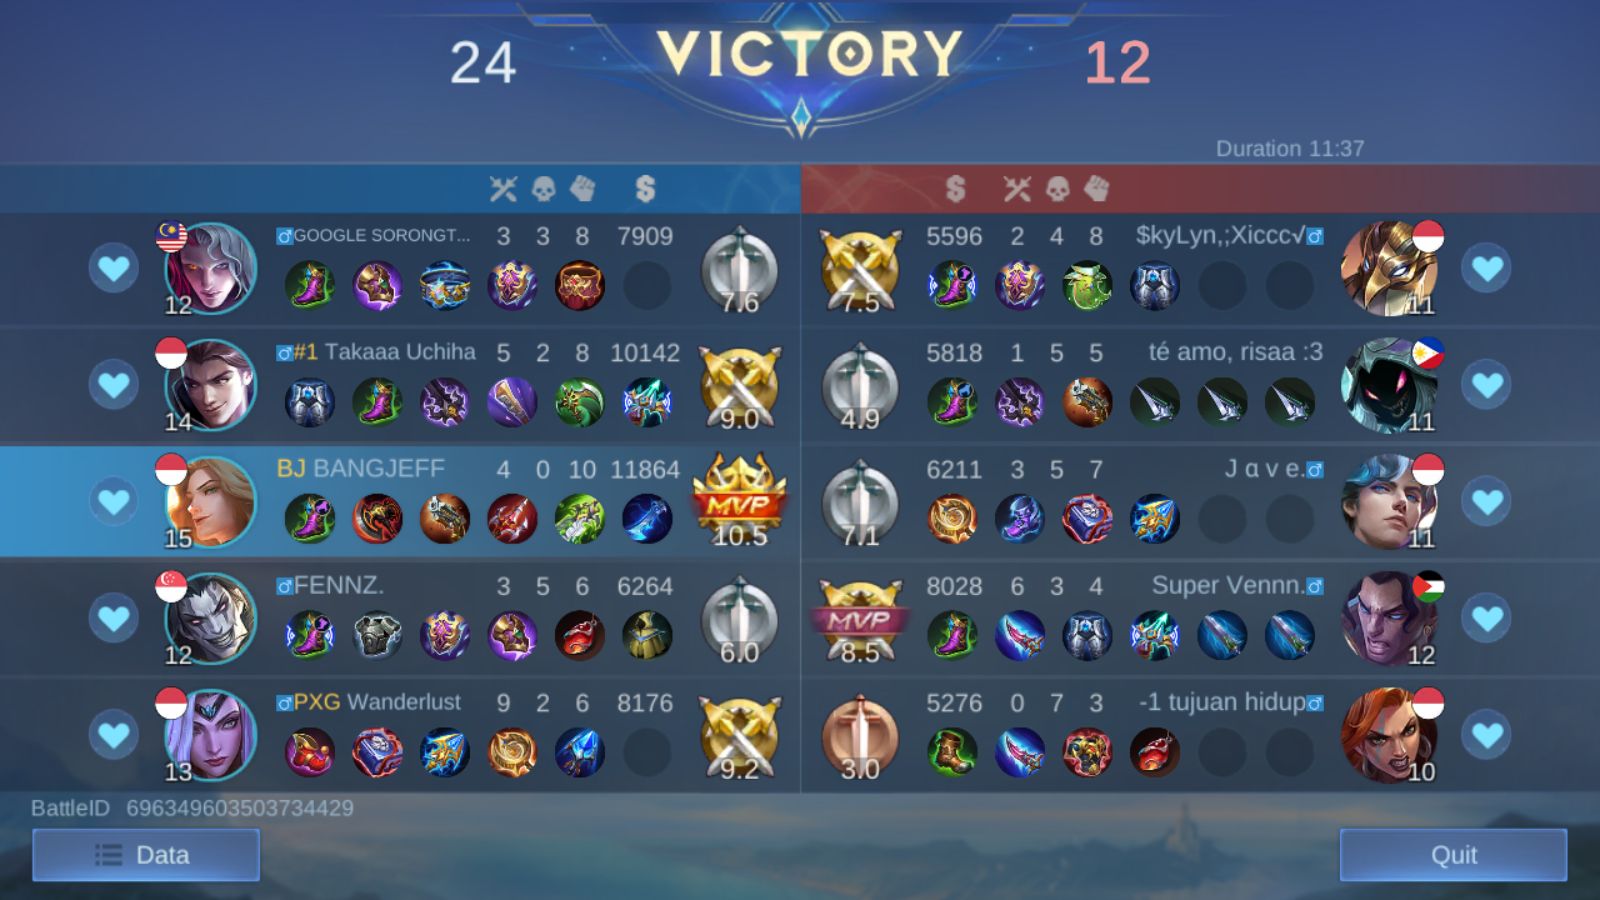 24 VICTORY 12
Duration 11:37
GOOGLE SORONGT... 3 3 8 7909
12 7.6
5596 2 4 8 $kyLyn,;Xiccc√
7.5 11
#1 Takaaa Uchiha 5 2 8 10142
14 9.0
5818 1 5 5 té amo, risaa :3
4.9 11
BJ BANGJEFF 4 0 10 11864
MVP
15 10.5
6211 3 5 7 J α v e.
7.1 11
FENNZ. 3 5 6 6264
12 6.0
8028 6 3 4 Super Vennn.
MVP
8.5 12
PXG Wanderlust 9 2 6 8176
13 9.2
5276 0 7 3 -1 tujuan hidup
3.0 10
BattleID 696349603503734429
Data
Quit